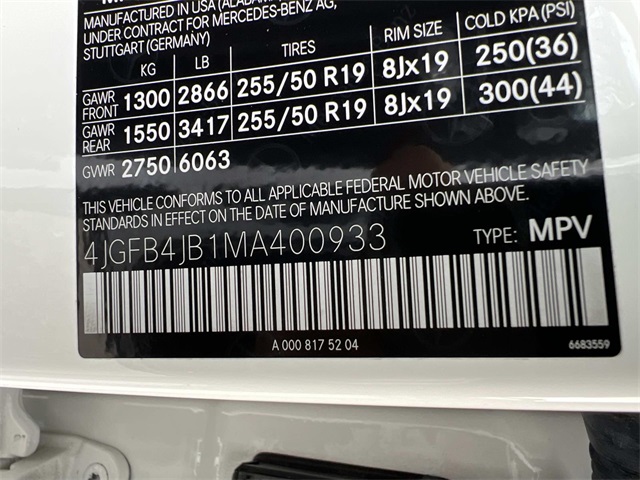 MANUFACTURED IN USA (ALABAMA
UNDER CONTRACT FOR MERCEDES-BENZ AG,
STUTTGART (GERMANY)
KG LB TIRES RIM SIZE COLD KPA(PSI)
GAWR FRONT 1300 2866 255/50 R19 8Jx19 250(36)
GAWR REAR 1550 3417 255/50 R19 8Jx19 300(44)
GVWR 2750 6063
THIS VEHICLE CONFORMS TO ALL APPLICABLE FEDERAL MOTOR VEHICLE SAFETY
STANDARDS IN EFFECT ON THE DATE OF MANUFACTURE SHOWN ABOVE.
4JGFB4JB1MA400933 TYPE: MPV
A 000 817 52 04 6683559